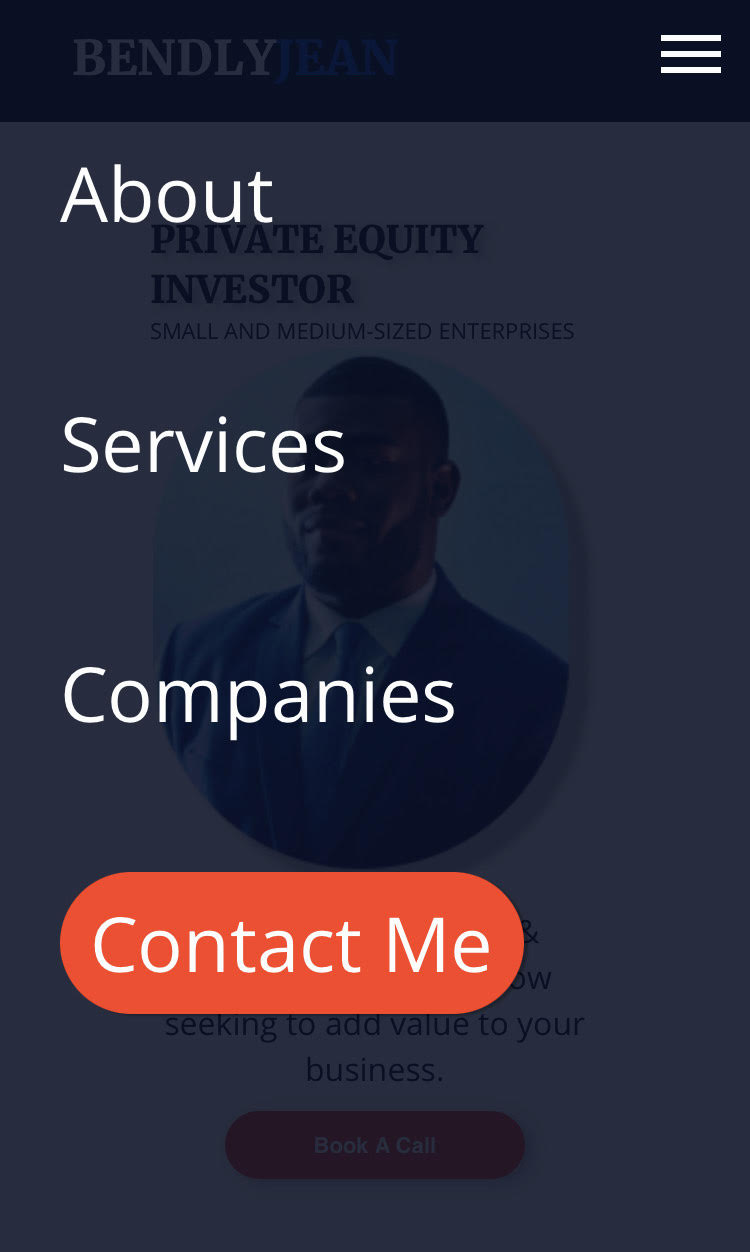 BENDLYJEAN
About
PRIVATE EQUITY
INVESTOR
SMALL AND MEDIUM-SIZED ENTERPRISES
Services
Companies
Contact Me
&
seeking to add value to your
business.
Book A Call